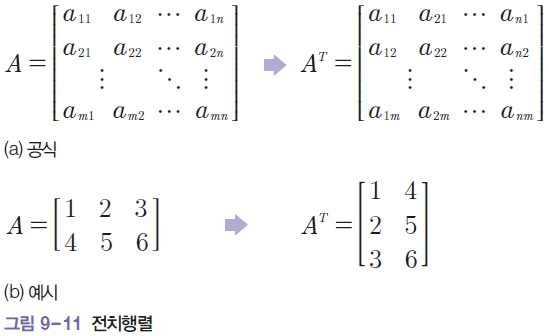 A = [ a11 a12 ⋯ a1n ; a21 a22 ⋯ a2n ; ⋮ ⋱ ⋮ ; am1 am2 ⋯ amn ] ➡ A^T = [ a11 a21 ⋯ an1 ; a12 a22 ⋯ an2 ; ⋮ ⋱ ⋮ ; a1m a2m ⋯ anm ]
(a) 공식
A = [ 1 2 3 ; 4 5 6 ] ➡ A^T = [ 1 4 ; 2 5 ; 3 6 ]
(b) 예시
그림 9-11 전치행렬